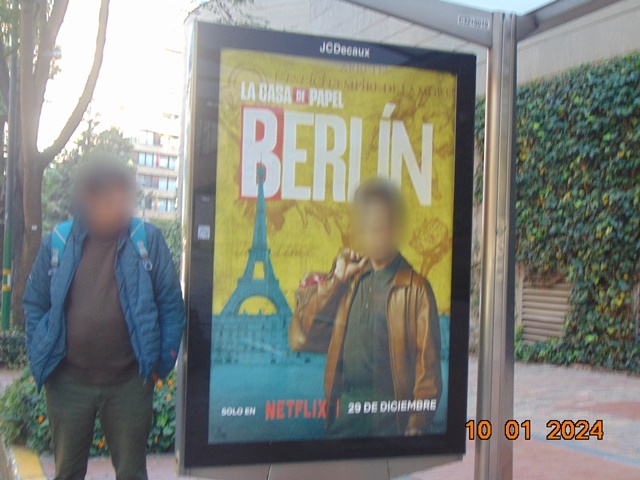 JCDecaux
LA CASA DE PAPEL
BERLÍN
SOLO EN NETFLIX | 29 DE DICIEMBRE
10 01 2024